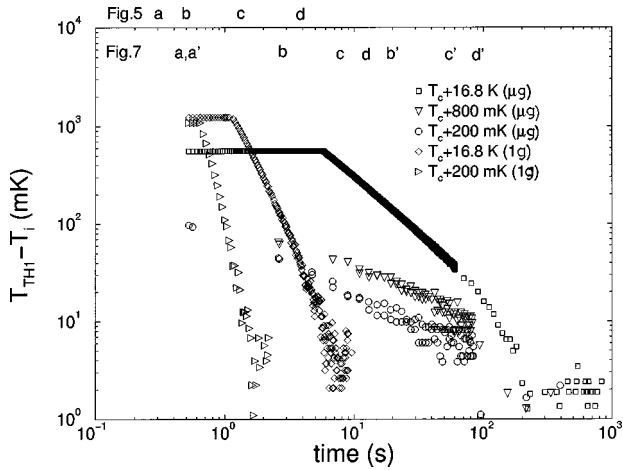 Fig.5 a b c d
Fig.7 a,a' b c d b' c' d'
10^4
10^3
10^2
10^1
10^0
T_TH1−T_i (mK)
□ T_c+16.8 K (μg)
▽ T_c+800 mK (μg)
○ T_c+200 mK (μg)
◇ T_c+16.8 K (1g)
▷ T_c+200 mK (1g)
10^-1 10^0 10^1 10^2 10^3
time (s)